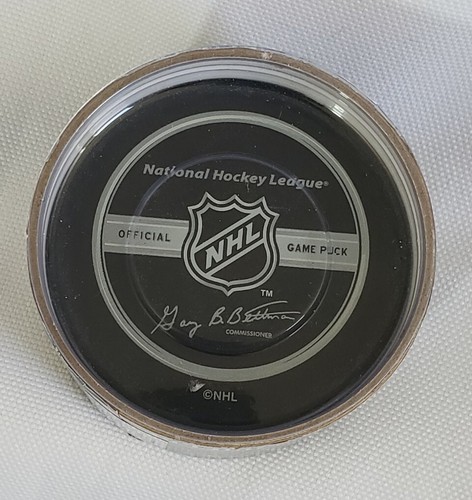 National Hockey League®
OFFICIAL
NHL
GAME PUCK
TM
Gary B. Bettman
COMMISSIONER
©NHL